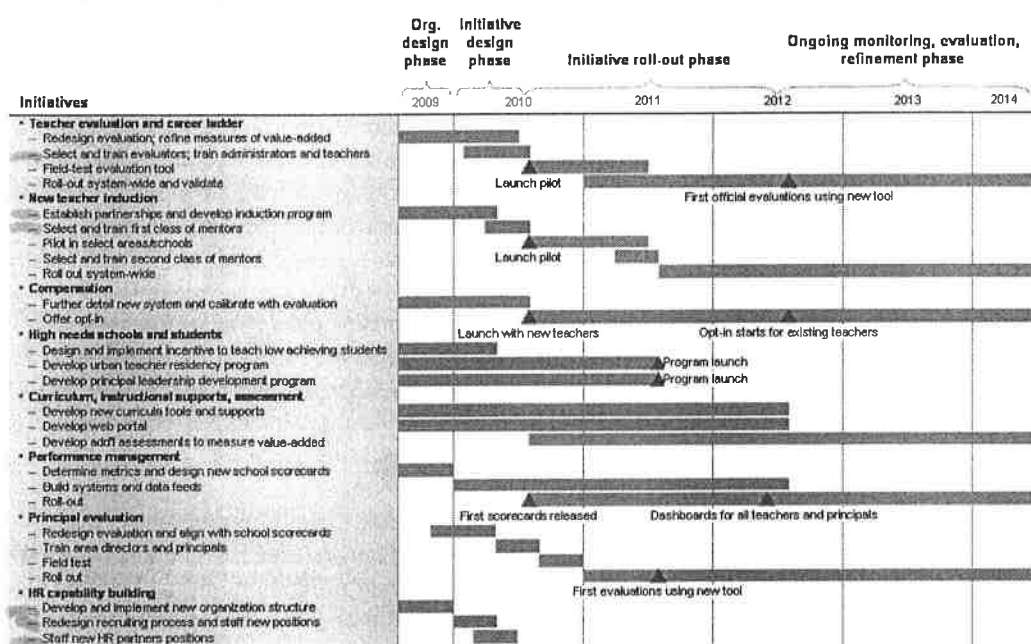 Org. design phase
Initiative design phase
Initiative roll-out phase
Ongoing monitoring, evaluation, refinement phase
Initiatives 2009 2010 2011 2012 2013 2014
• Teacher evaluation and career ladder
– Redesign evaluation; refine measures of value-added
– Select and train evaluators; train administrators and teachers
– Field-test evaluation tool
Launch pilot
– Roll-out system-wide and validate
First official evaluations using new tool
• New teacher induction
– Establish partnerships and develop induction program
– Select and train first class of mentors
– Pilot in select areas/schools
Launch pilot
– Select and train second class of mentors
– Roll out system-wide
• Compensation
– Further detail new system and calibrate with evaluation
– Offer opt-in
Launch with new teachers
Opt-in starts for existing teachers
• High needs schools and students
– Design and implement incentive to teach low achieving students
– Develop urban teacher residency program
Program launch
– Develop principal leadership development program
Program launch
• Curriculum, instructional supports, assessment
– Develop new curriculm tools and supports
– Develop web portal
– Develop add'l assessments to measure value-added
• Performance management
– Determine metrics and design new school scorecards
– Build systems and data feeds
– Roll-out
First scorecards released
Dashboards for all teachers and principals
• Principal evaluation
– Redesign evaluation and align with school scorecards
– Train area directors and principals
– Field test
– Roll out
First evaluations using new tool
• HR capability building
– Develop and implement new organization structure
– Redesign recruiting process and staff new positions
– Staff new HR partners positions